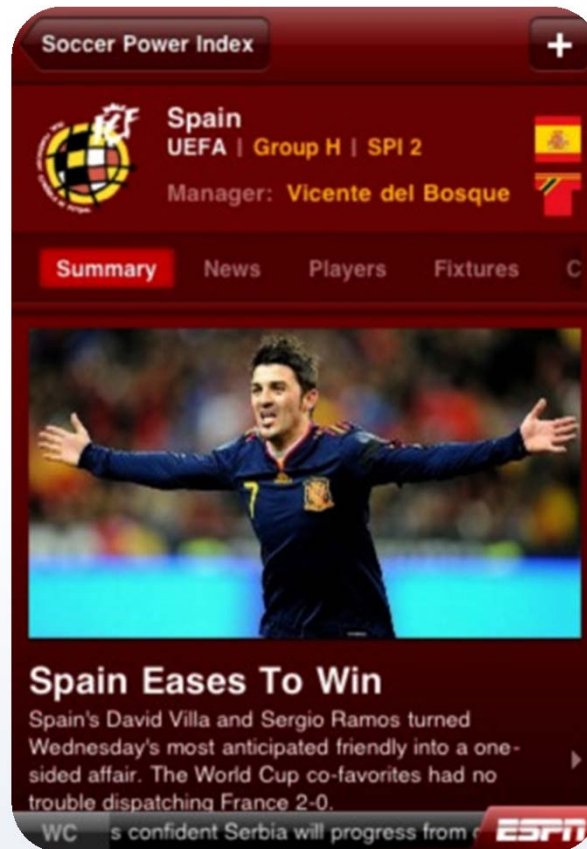 Soccer Power Index
+
Spain
UEFA | Group H | SPI 2
Manager: Vicente del Bosque
Summary News Players Fixtures C
7
Spain Eases To Win
Spain's David Villa and Sergio Ramos turned
Wednesday's most anticipated friendly into a one-
sided affair. The World Cup co-favorites had no
trouble dispatching France 2-0.
WC s confident Serbia will progress from
ESPN